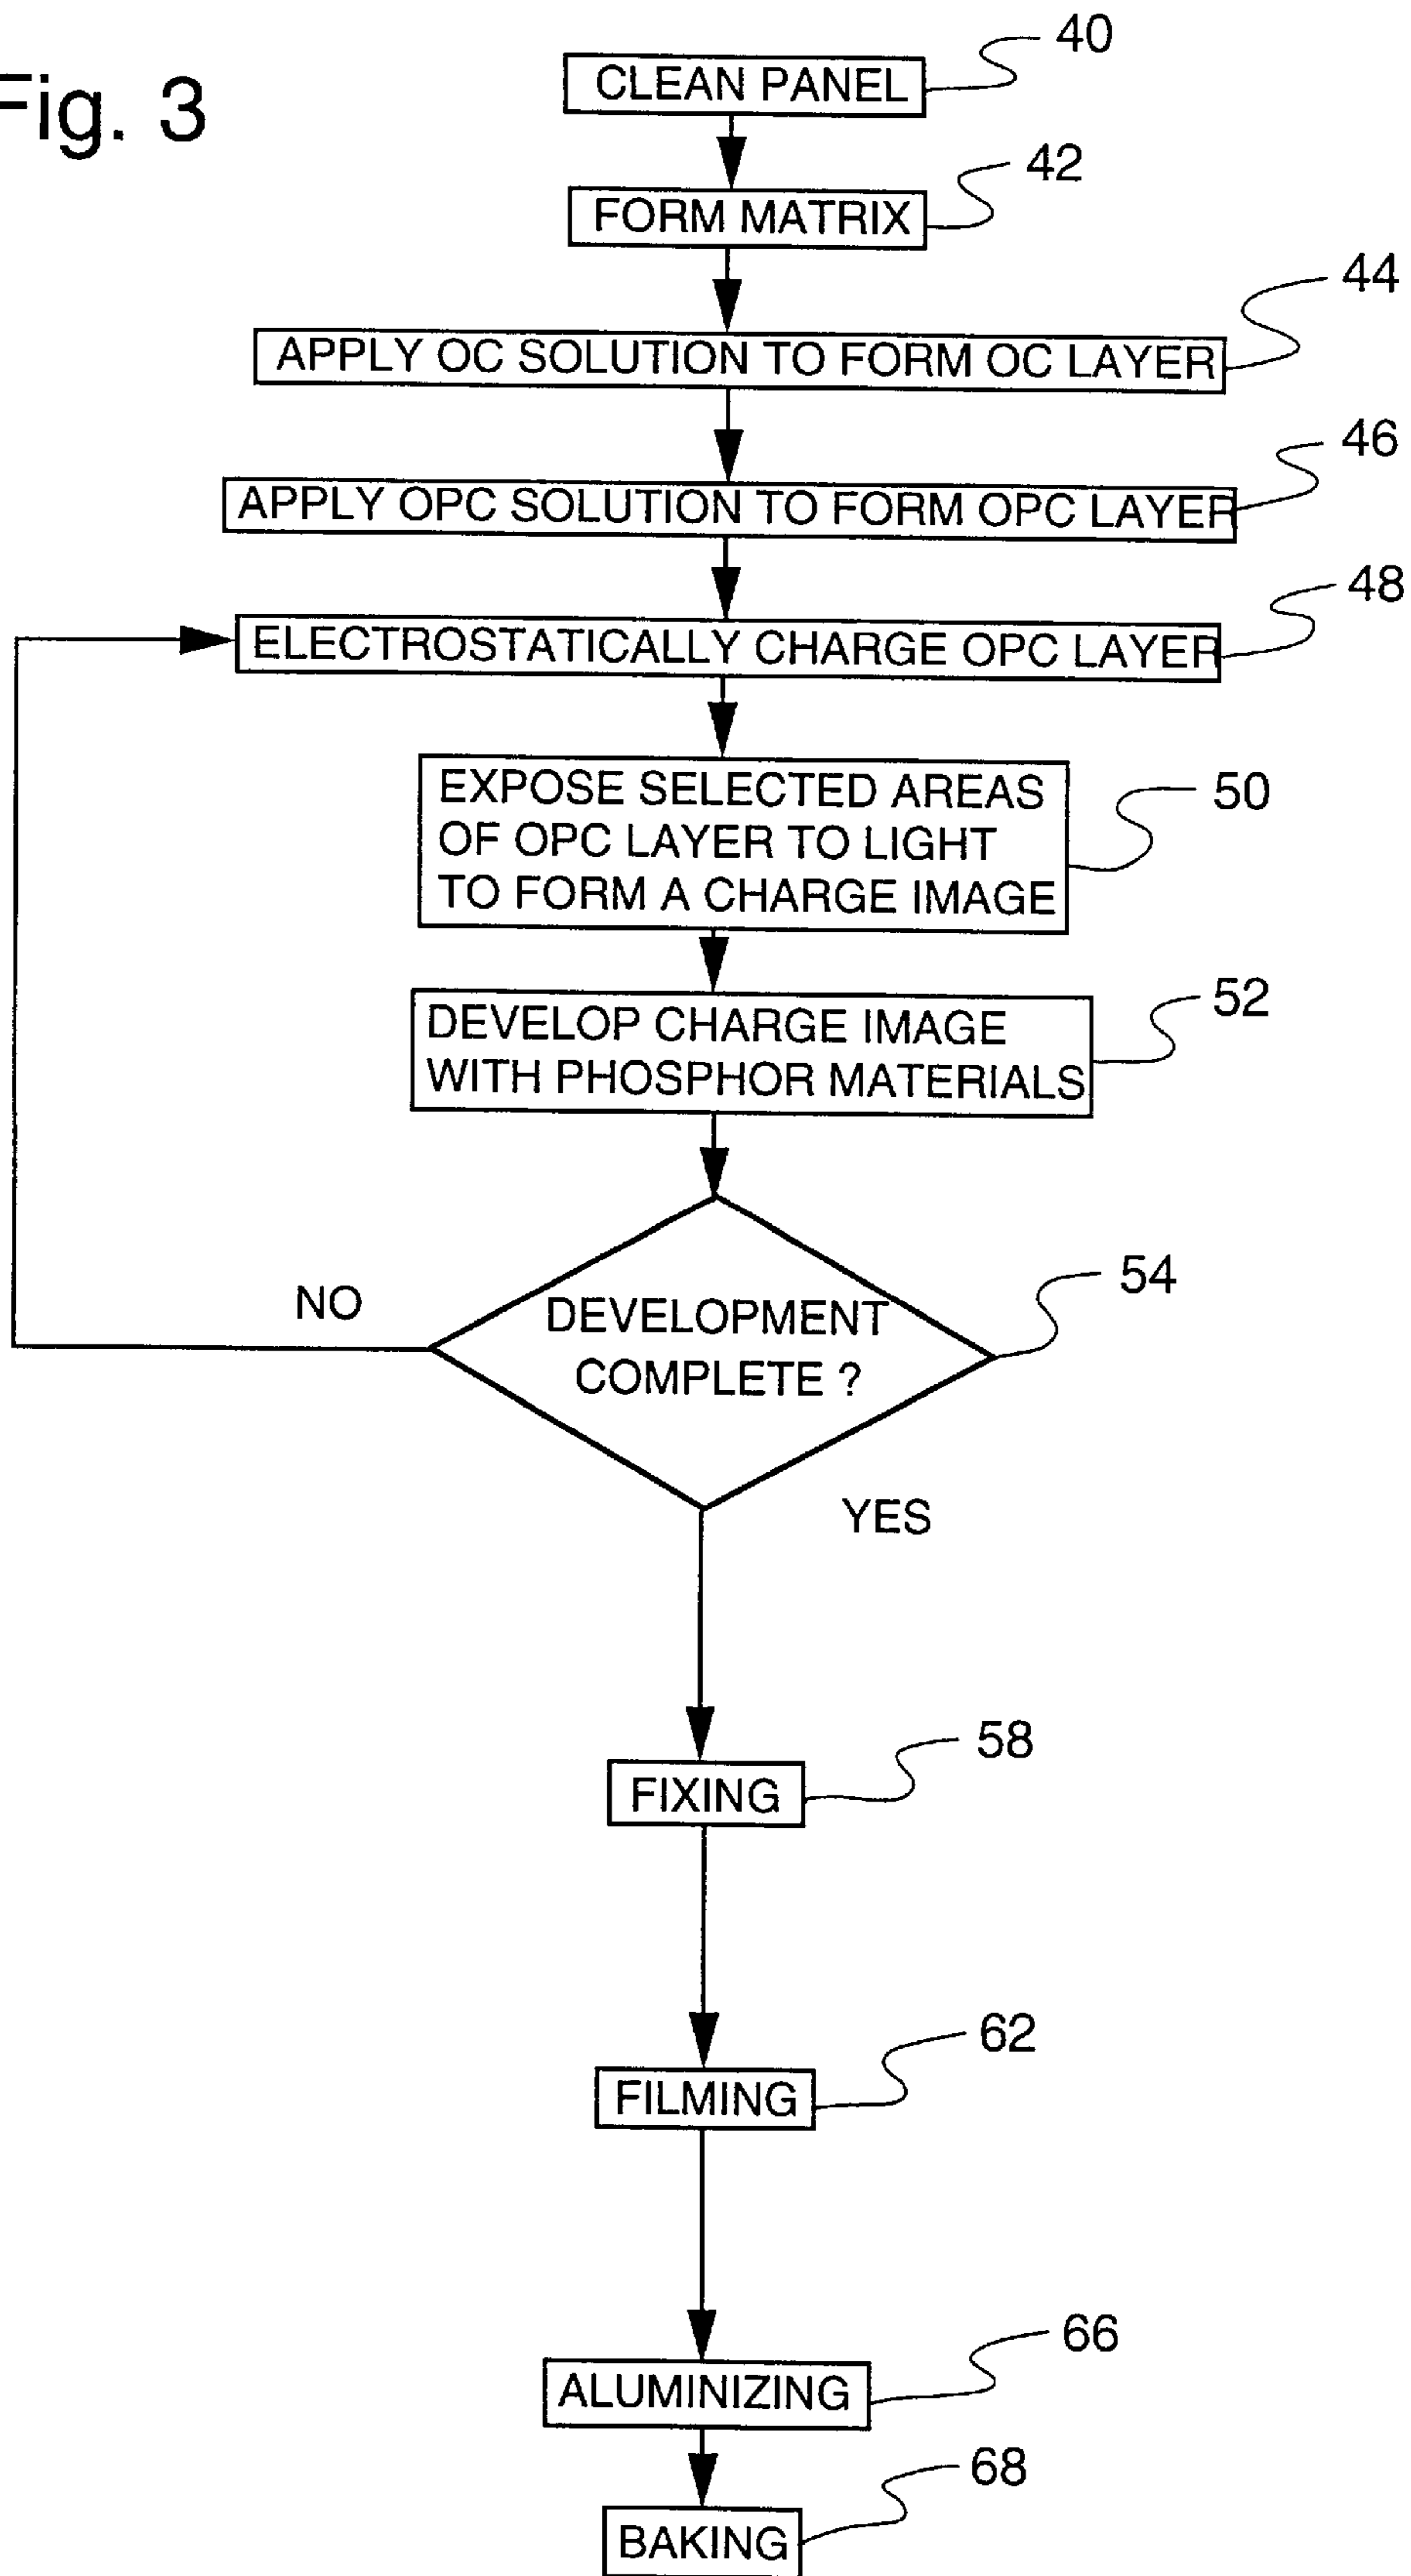 Fig. 3
40
CLEAN PANEL
42
FORM MATRIX
44
APPLY OC SOLUTION TO FORM OC LAYER
46
APPLY OPC SOLUTION TO FORM OPC LAYER
48
ELECTROSTATICALLY CHARGE OPC LAYER
50
EXPOSE SELECTED AREAS
OF OPC LAYER TO LIGHT
TO FORM A CHARGE IMAGE
52
DEVELOP CHARGE IMAGE
WITH PHOSPHOR MATERIALS
54
NO
DEVELOPMENT
COMPLETE ?
YES
58
FIXING
62
FILMING
66
ALUMINIZING
68
BAKING